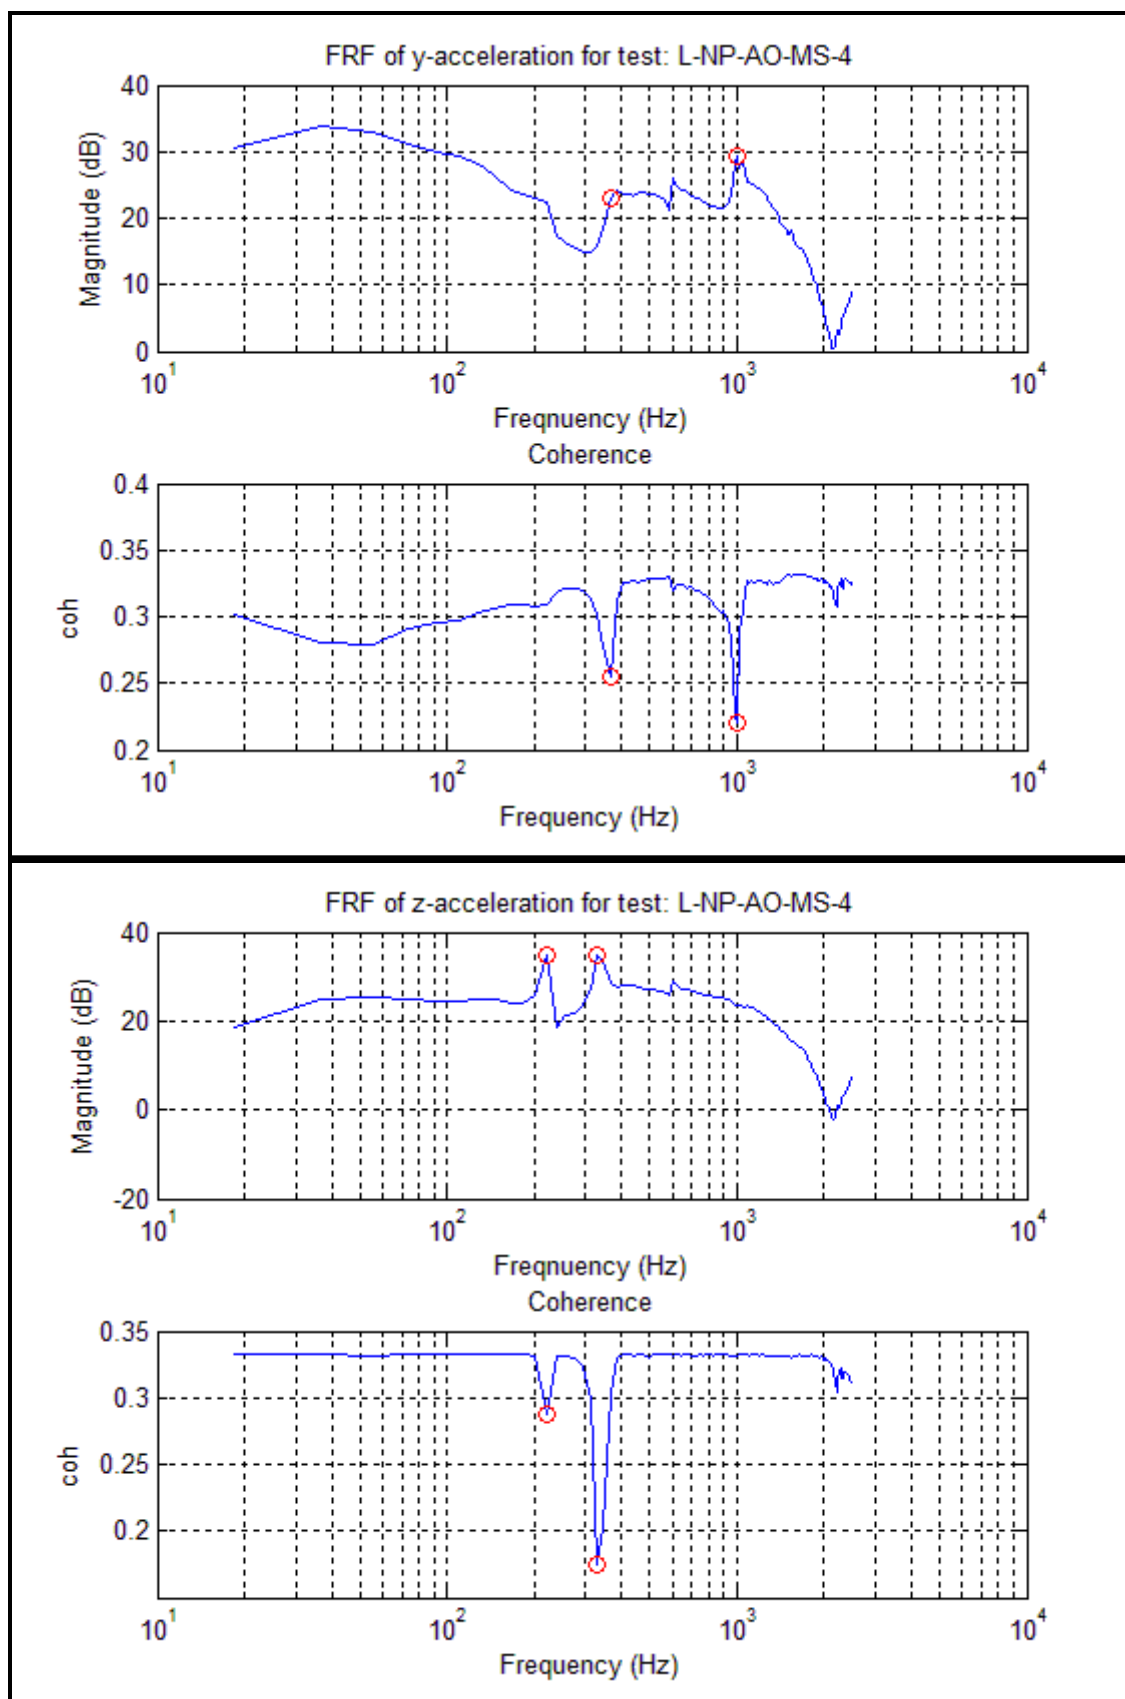 FRF of y-acceleration for test: L-NP-AO-MS-4
Magnitude (dB)
40
30
20
10
0
10^1
10^2
10^3
10^4
Freqnuency (Hz)
Coherence
coh
0.4
0.35
0.3
0.25
0.2
10^1
10^2
10^3
10^4
Frequency (Hz)
FRF of z-acceleration for test: L-NP-AO-MS-4
Magnitude (dB)
40
20
0
-20
10^1
10^2
10^3
10^4
Freqnuency (Hz)
Coherence
coh
0.35
0.3
0.25
0.2
10^1
10^2
10^3
10^4
Frequency (Hz)